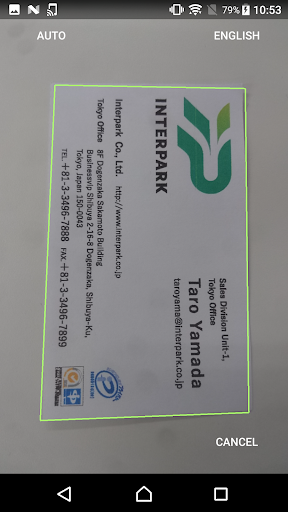 79% 10:53
AUTO
ENGLISH
INTERPARK
Sales Division Unit-1,
Tokyo Office
Taro Yamada
taroyama@interpark.co.jp
Interpark Co., Ltd. http://www.interpark.co.jp
Tokyo Office 8F Dogenzaka Sakamoto Building
Businessvip Shibuya 2-16-8 Dogenzaka, Shibuya-Ku,
Tokyo, Japan 150-0043
TEL +81-3-3496-7888 FAX +81-3-3496-7899
CANCEL